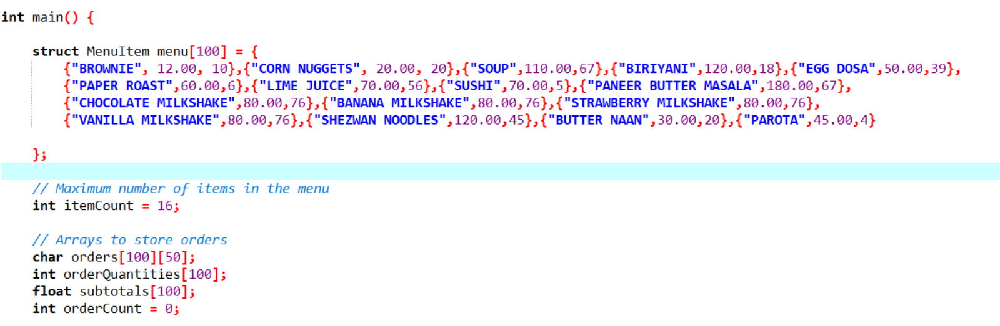 int main() {
struct MenuItem menu[100] = {
{"BROWNIE", 12.00, 10},{"CORN NUGGETS", 20.00, 20},{"SOUP",110.00,67},{"BIRIYANI",120.00,18},{"EGG DOSA",50.00,39},
{"PAPER ROAST",60.00,6},{"LIME JUICE",70.00,56},{"SUSHI",70.00,5},{"PANEER BUTTER MASALA",180.00,67},
{"CHOCOLATE MILKSHAKE",80.00,76},{"BANANA MILKSHAKE",80.00,76},{"STRAWBERRY MILKSHAKE",80.00,76},
{"VANILLA MILKSHAKE",80.00,76},{"SHEZWAN NOODLES",120.00,45},{"BUTTER NAAN",30.00,20},{"PAROTA",45.00,4}
};
// Maximum number of items in the menu
int itemCount = 16;
// Arrays to store orders
char orders[100][50];
int orderQuantities[100];
float subtotals[100];
int orderCount = 0;